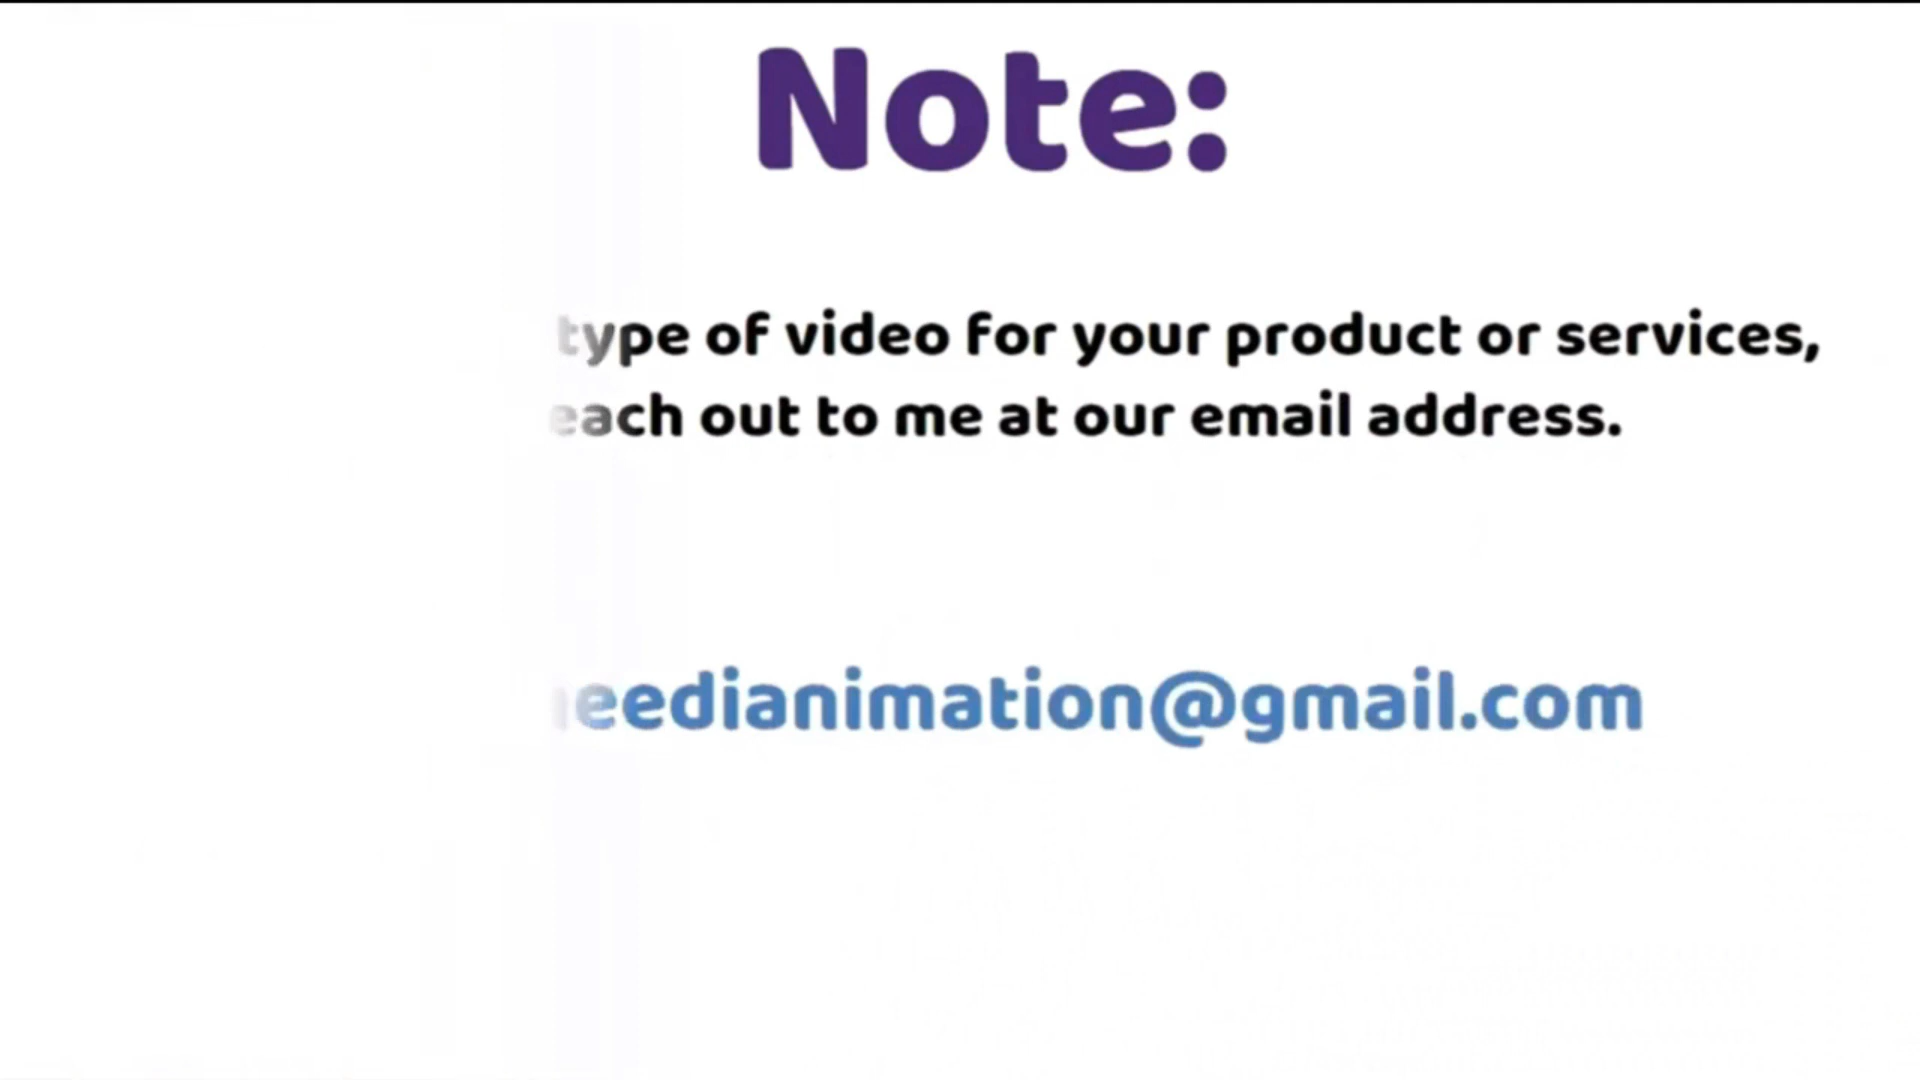 Note:
type of video for your product or services,
each out to me at our email address.
eedianimation@gmail.com